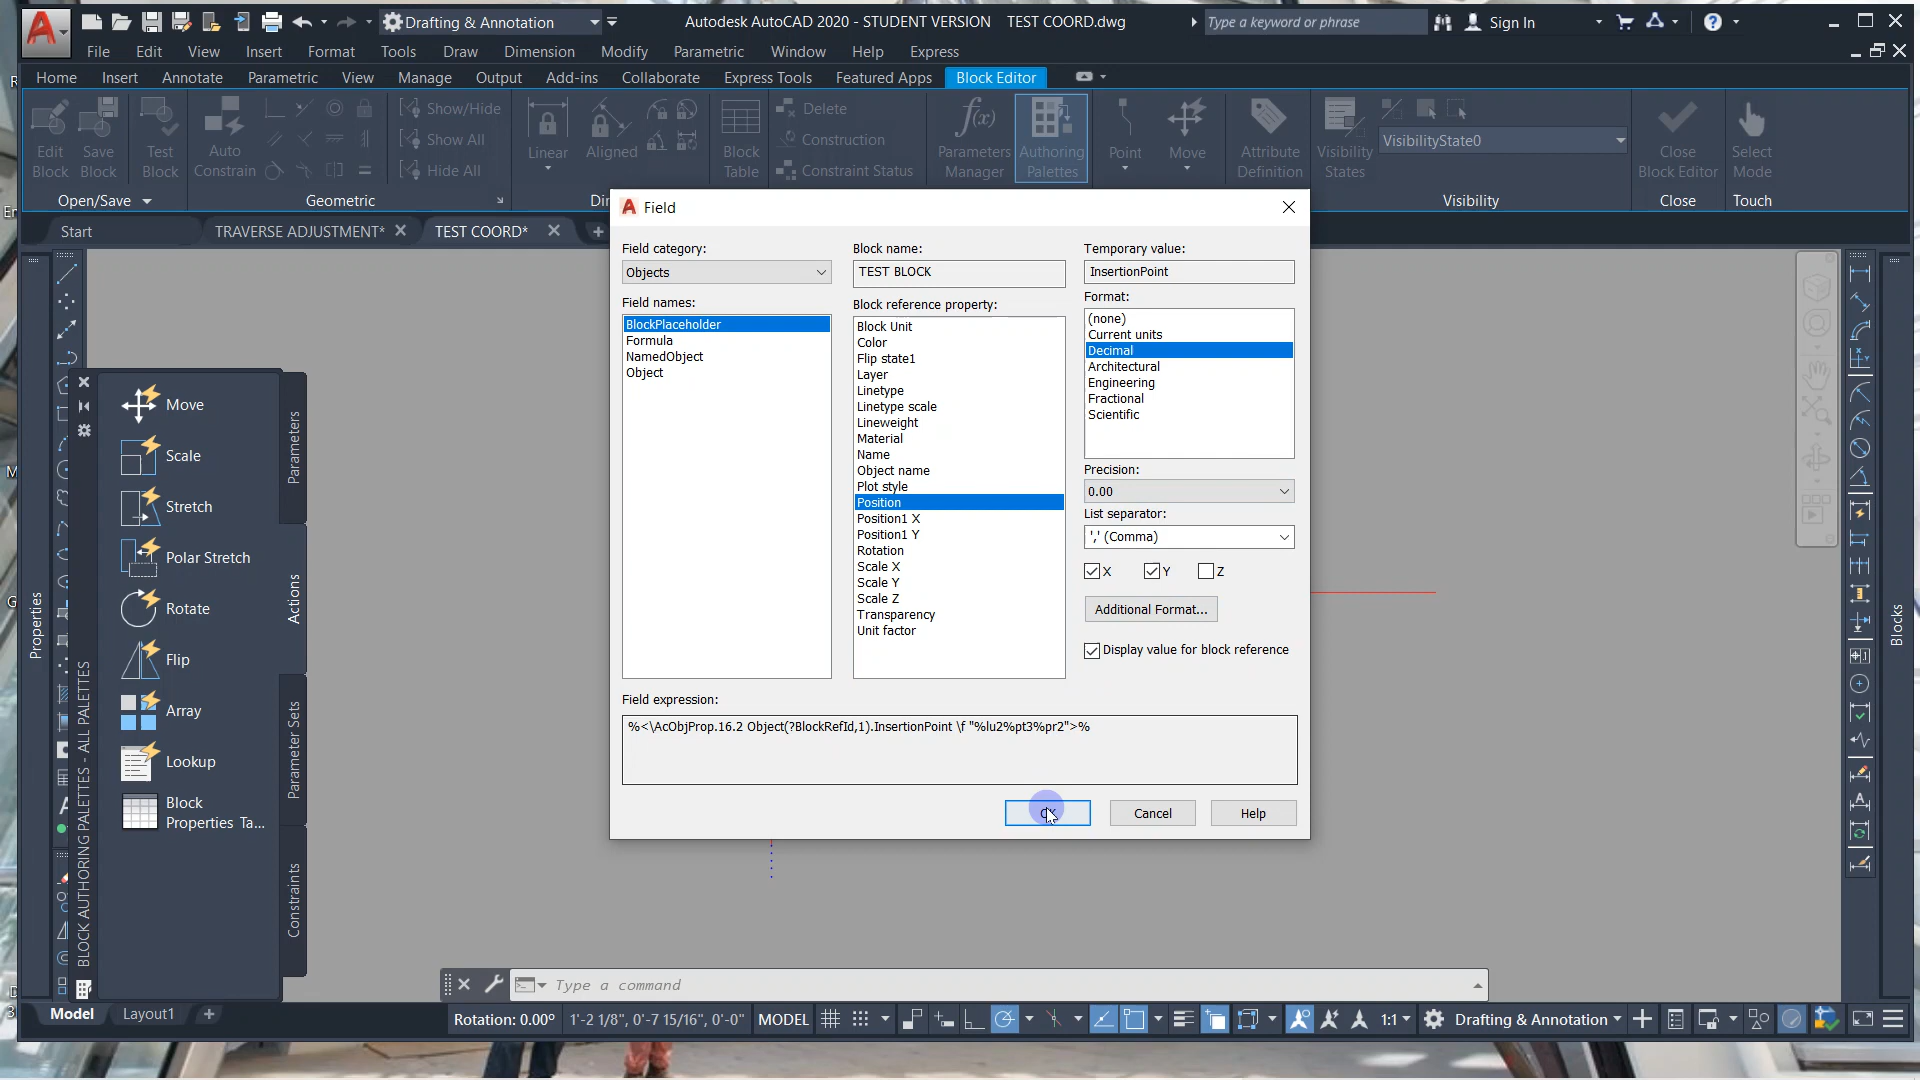 Drafting & Annotation
Autodesk AutoCAD 2020 - STUDENT VERSION TEST COORD.dwg
Type a keyword or phrase
Sign In
File Edit View Insert Format Tools Draw Dimension Modify Parametric Window Help Express
Home Insert Annotate Parametric View Manage Output Add-ins Collaborate Express Tools Featured Apps Block Editor
Edit Block
Save Block
Test Block
Open/Save
Auto Constrain
Show/Hide
Show All
Hide All
Geometric
Linear
Aligned
Block Table
Delete
Construction
Constraint Status
Parameters Manager
Authoring Palettes
Point
Move
Attribute Definition
Visibility States
VisibilityState0
Visibility
Close Block Editor
Close
Select Mode
Touch
Start
TRAVERSE ADJUSTMENT*
TEST COORD*
Field
Field category:
Objects
Field names:
BlockPlaceholder
Formula
NamedObject
Object
Block name:
TEST BLOCK
Block reference property:
Block Unit
Color
Flip state1
Layer
Linetype
Linetype scale
Lineweight
Material
Name
Object name
Plot style
Position
Position1 X
Position1 Y
Rotation
Scale X
Scale Y
Scale Z
Transparency
Unit factor
Temporary value:
InsertionPoint
Format:
(none)
Current units
Decimal
Architectural
Engineering
Fractional
Scientific
Precision:
0.00
List separator:
',' (Comma)
X Y Z
Additional Format...
Display value for block reference
Field expression:
%<\AcObjProp.16.2 Object(?BlockRefId,1).InsertionPoint \f "%lu2%pt3%pr2">%
Cancel
Help
Properties
BLOCK AUTHORING PALETTES - ALL PALETTES
Move
Scale
Stretch
Polar Stretch
Rotate
Flip
Array
Lookup
Block
Properties Ta...
Parameters
Actions
Parameter Sets
Constraints
Blocks
Type a command
Model
Layout1
Rotation: 0.00º
1'-2 1/8", 0'-7 15/16", 0'-0"
MODEL
1:1
Drafting & Annotation